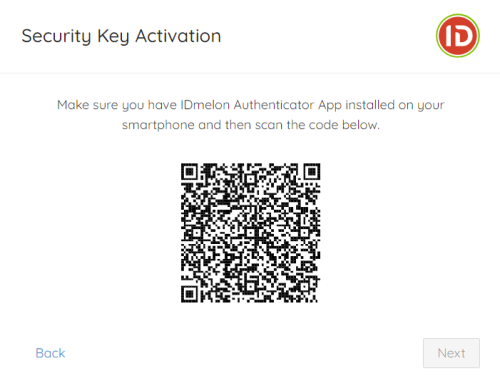 Security Key Activation
ID
Make sure you have IDmelon Authenticator App installed on your
smartphone and then scan the code below.
Back
Next